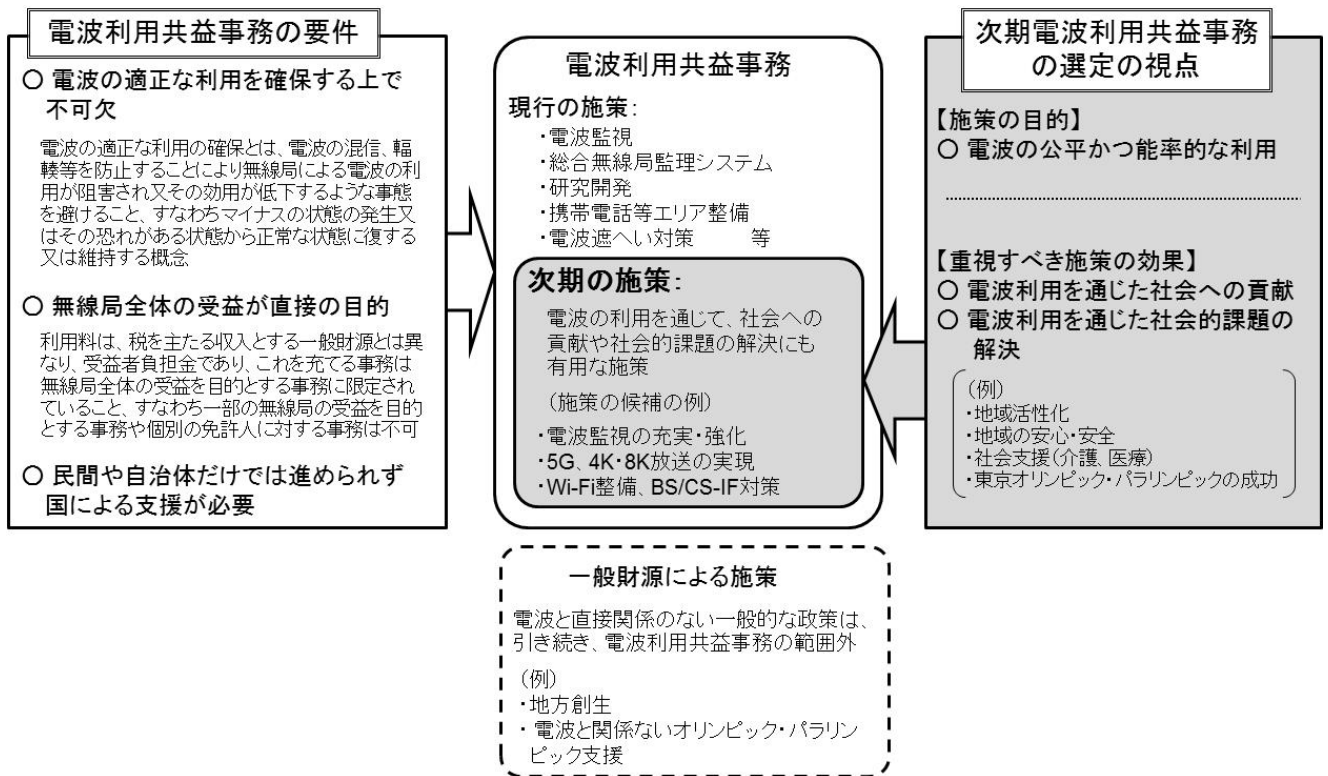 電波利用共益事務の要件
○ 電波の適正な利用を確保する上で
不可欠
電波の適正な利用の確保とは、電波の混信、輻
輳等を防止することにより無線局による電波の利
用が阻害され又その効用が低下するような事態
を避けること、すなわちマイナスの状態の発生又
はその恐れがある状態から正常な状態に復する
又は維持する概念
○ 無線局全体の受益が直接の目的
利用料は、税を主たる収入とする一般財源とは異
なり、受益者負担金であり、これを充てる事務は
無線局全体の受益を目的とする事務に限定され
ていること、すなわち一部の無線局の受益を目的
とする事務や個別の免許人に対する事務は不可
○ 民間や自治体だけでは進められず
国による支援が必要
電波利用共益事務
現行の施策:
・電波監視
・総合無線局監理システム
・研究開発
・携帯電話等エリア整備
・電波遮へい対策 等
次期の施策:
電波の利用を通じて、社会への
貢献や社会的課題の解決にも
有用な施策
(施策の候補の例)
・電波監視の充実・強化
・5G、4K・8K放送の実現
・Wi-Fi整備、BS/CS-IF対策
次期電波利用共益事務
の選定の視点
【施策の目的】
○ 電波の公平かつ能率的な利用
【重視すべき施策の効果】
○ 電波利用を通じた社会への貢献
○ 電波利用を通じた社会的課題の
解決
(例)
・地域活性化
・地域の安心・安全
・社会支援(介護、医療)
・東京オリンピック・パラリンピックの成功
一般財源による施策
電波と直接関係のない一般的な政策は、
引き続き、電波利用共益事務の範囲外
(例)
・地方創生
・電波と関係ないオリンピック・パラリン
ピック支援